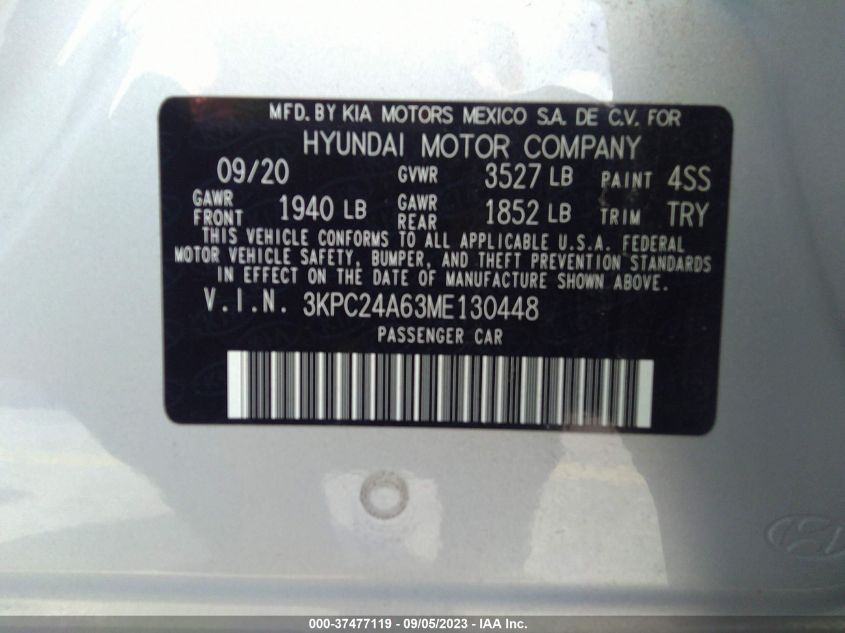 MFD. BY KIA MOTORS MEXICO S.A. DE C.V. FOR
HYUNDAI MOTOR COMPANY
09/20 GVWR 3527 LB PAINT 4SS
GAWR FRONT 1940 LB GAWR REAR 1852 LB TRIM TRY
THIS VEHICLE CONFORMS TO ALL APPLICABLE U.S.A. FEDERAL
MOTOR VEHICLE SAFETY, BUMPER, AND THEFT PREVENTION STANDARDS
IN EFFECT ON THE DATE OF MANUFACTURE SHOWN ABOVE.
V.I.N. 3KPC24A63ME130448
PASSENGER CAR
000-37477119 - 09/05/2023 - IAA Inc.